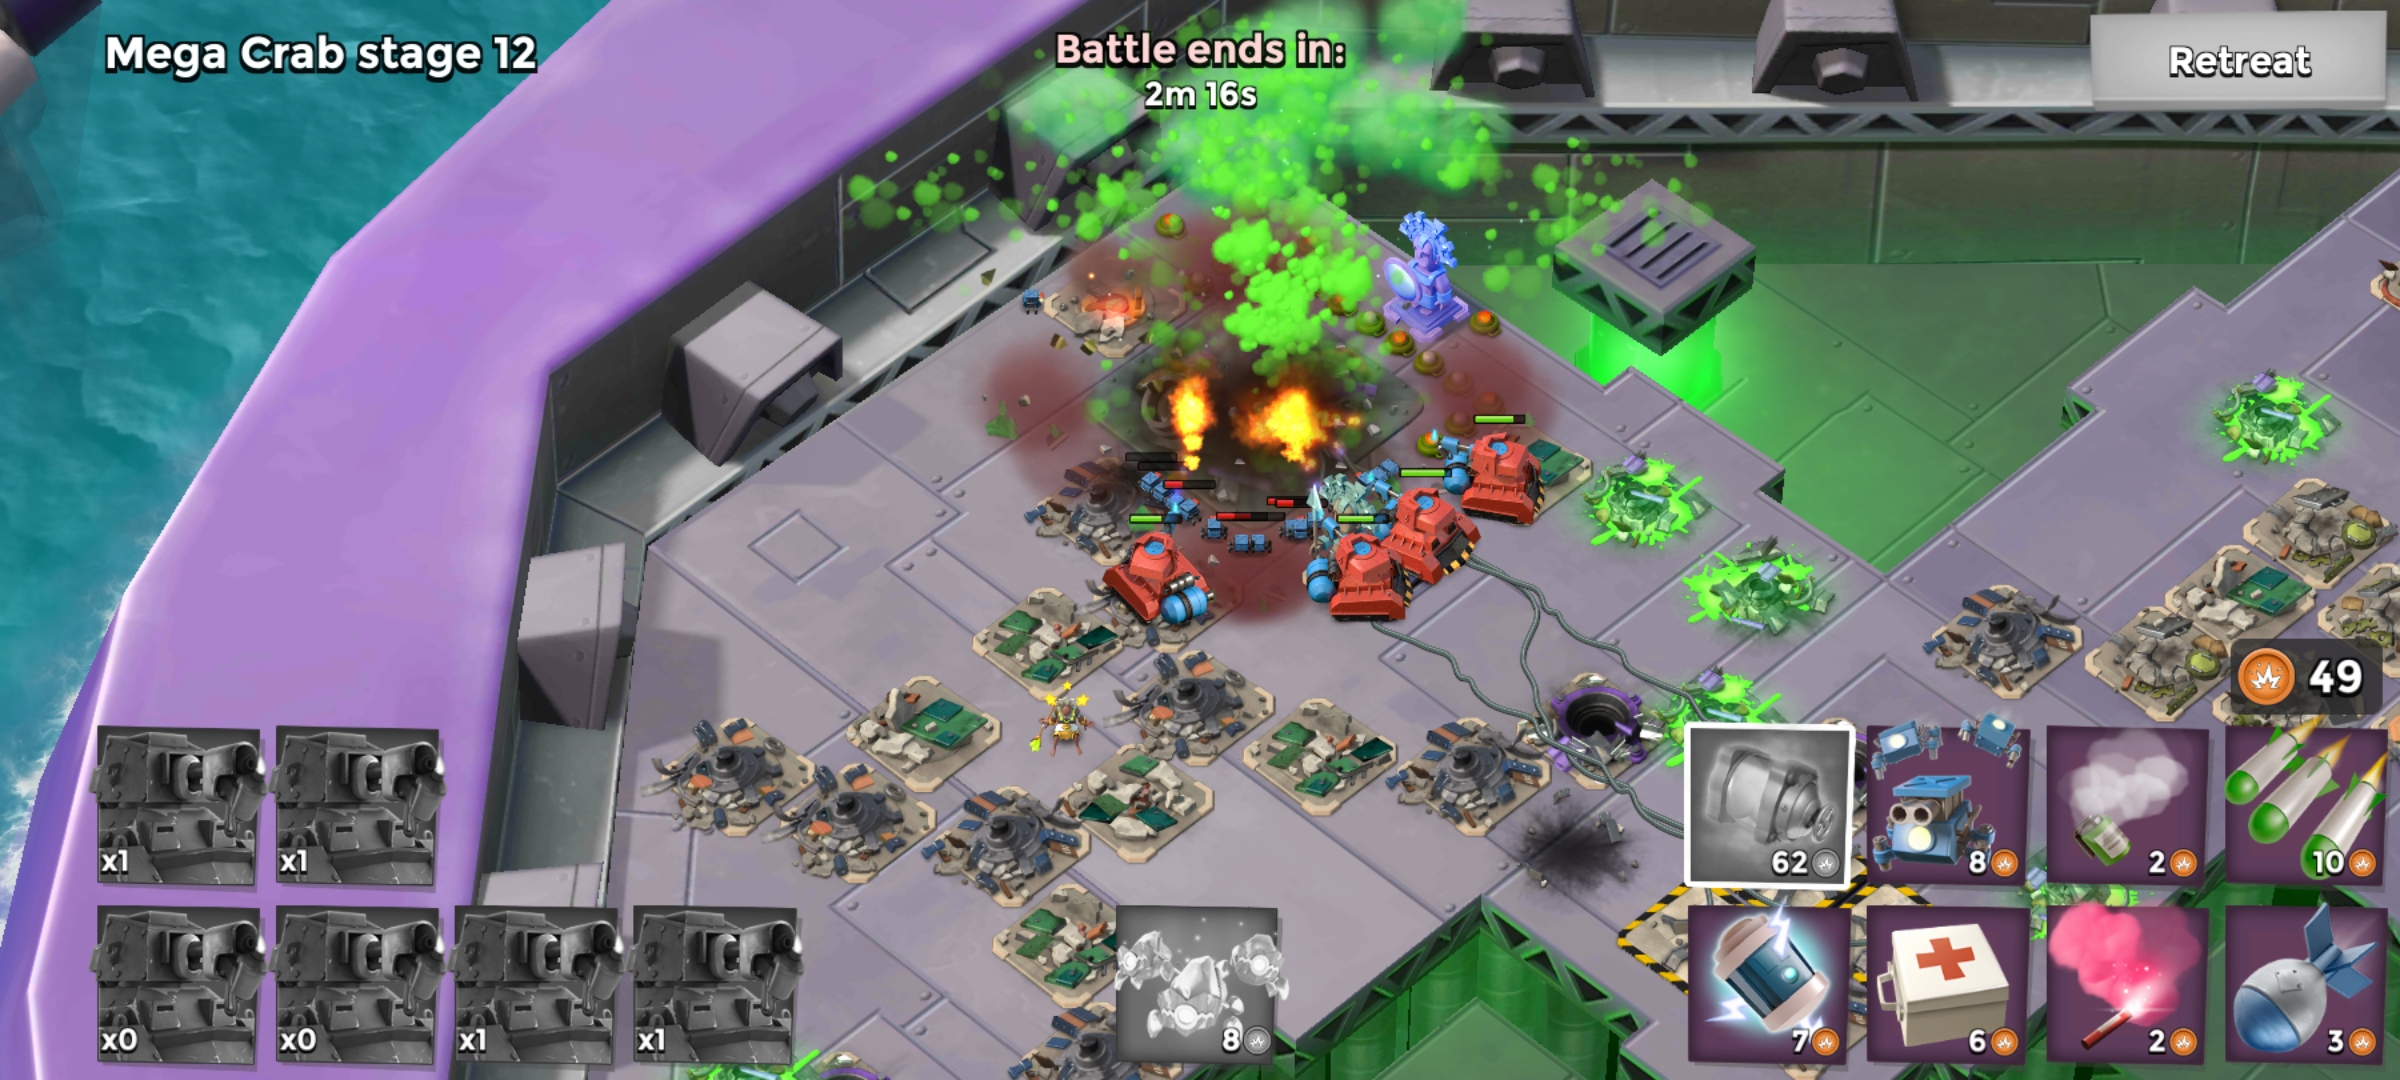 Mega Crab stage 12
Battle ends in:
2m 16s
Retreat
49
x1
x1
62
8
2
10
x0
x0
x1
x1
8
7
6
2
3